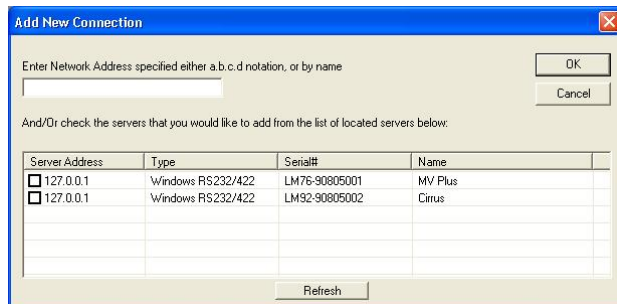 Add New Connection
Enter Network Address specified either a.b.c.d notation, or by name
OK
Cancel
And/Or check the servers that you would like to add from the list of located servers below:
Server Address Type Serial# Name
127.0.0.1 Windows RS232/422 LM76-90805001 MV Plus
127.0.0.1 Windows RS232/422 LM92-90805002 Cirrus
Refresh